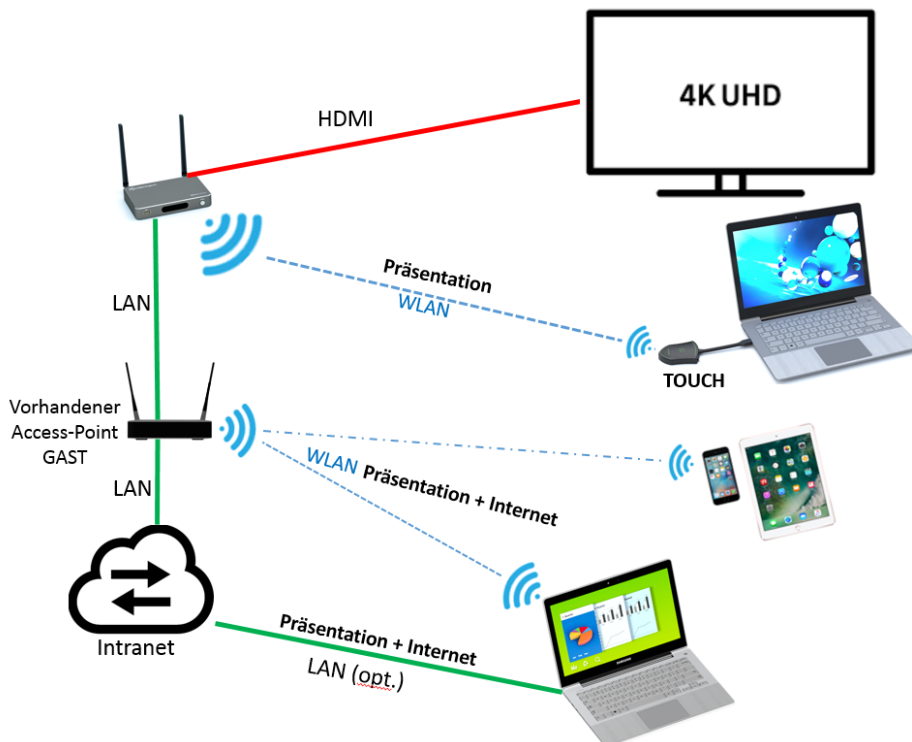 4K UHD
HDMI
Präsentation
WLAN
LAN
TOUCH
Vorhandener
Access-Point
GAST
WLAN
Präsentation + Internet
LAN
Präsentation + Internet
Intranet
LAN (opt.)
SAMSUNG